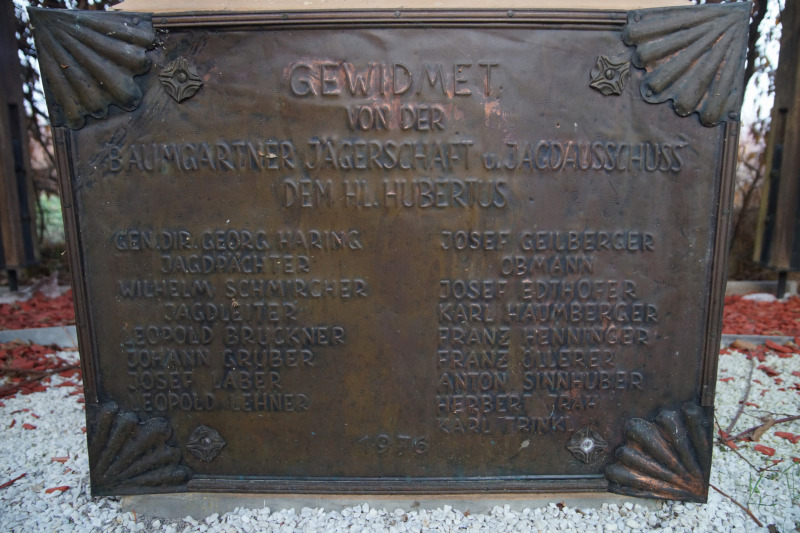 GEWIDMET
VON DER
BAUMGARTNER JÄGERSCHAFT u. JAGDAUSSCHUSS
DEM HL. HUBERTUS
GEN. DIR. GEORG HARING
JAGDPÄCHTER
WILHELM SCHMIRCHER
JAGDLEITER
LEOPOLD BRUCKNER
JOHANN GRUBER
JOSEF LABER
LEOPOLD LEHNER
JOSEF GEILBERGER
OBMANN
JOSEF EDTHOFER
KARL HAUMBERGER
FRANZ HENNINGER
FRANZ ÖLLERER
ANTON SINNHUBER
HERBERT
KARL TRINKL
1976